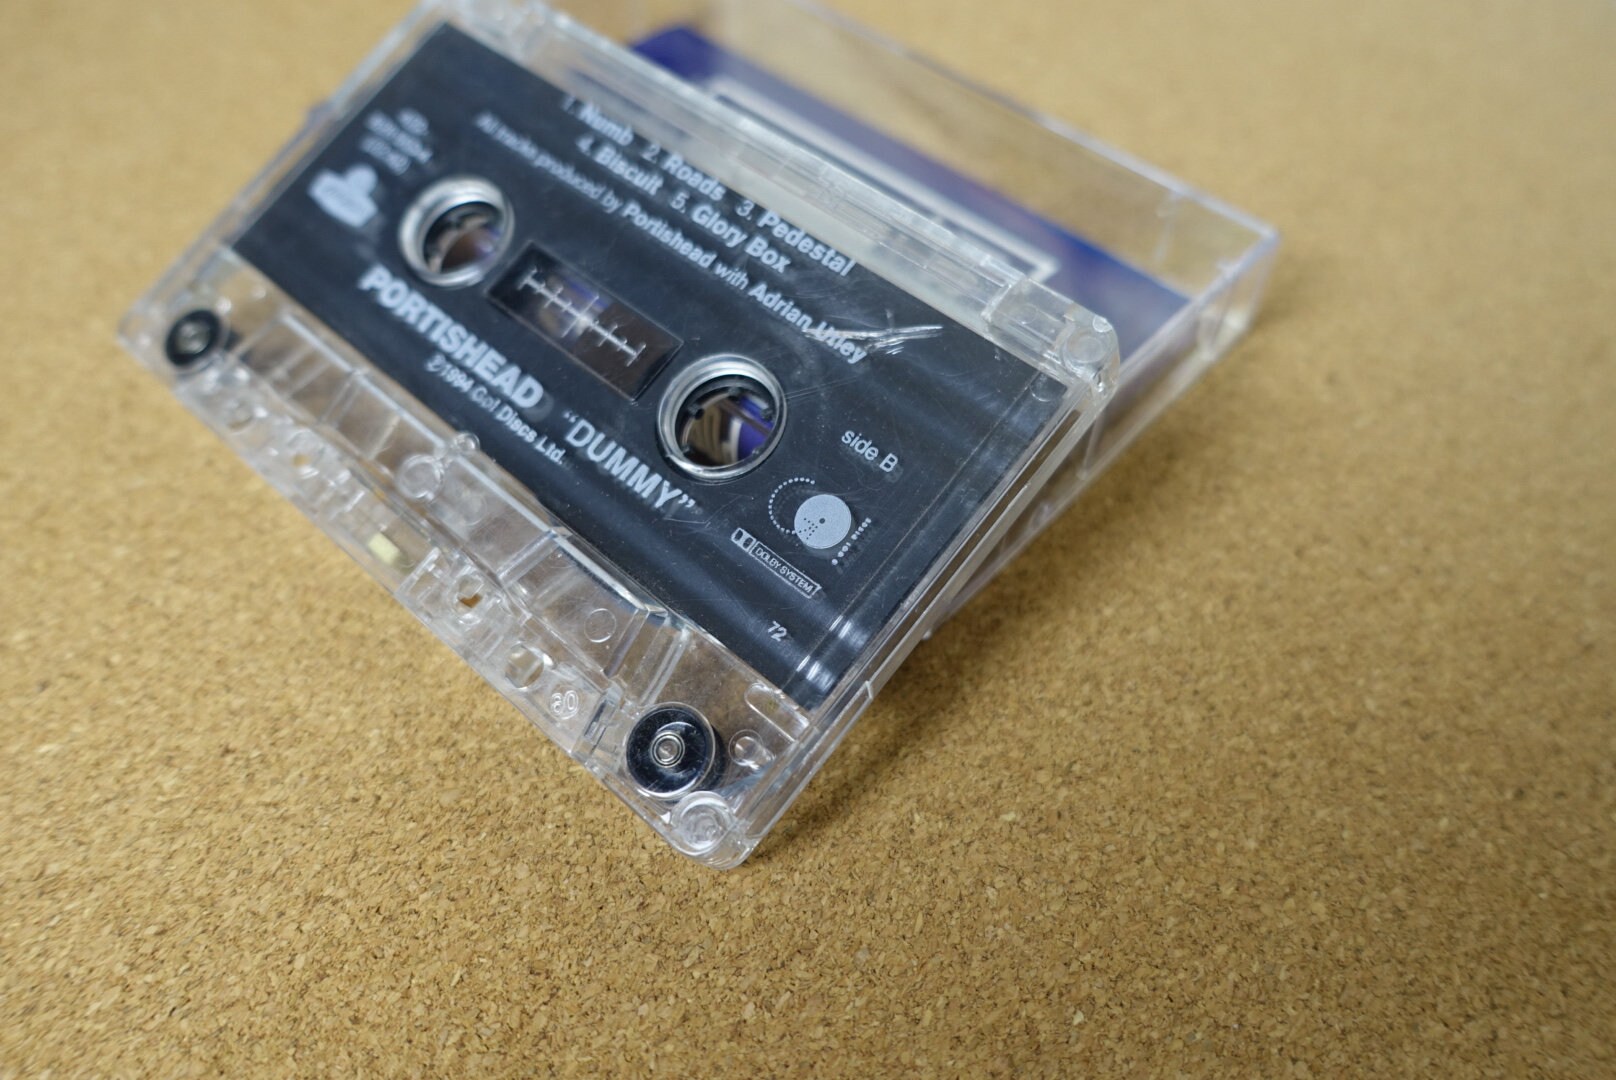 1. Numb 2. Roads 3. Pedestal
4. Biscuit 5. Glory Box
All tracks produced by Portishead with Adrian Utley
PORTISHEAD "DUMMY"
℗1994 Go! Discs Ltd.
side B
DOLBY SYSTEM
72
60